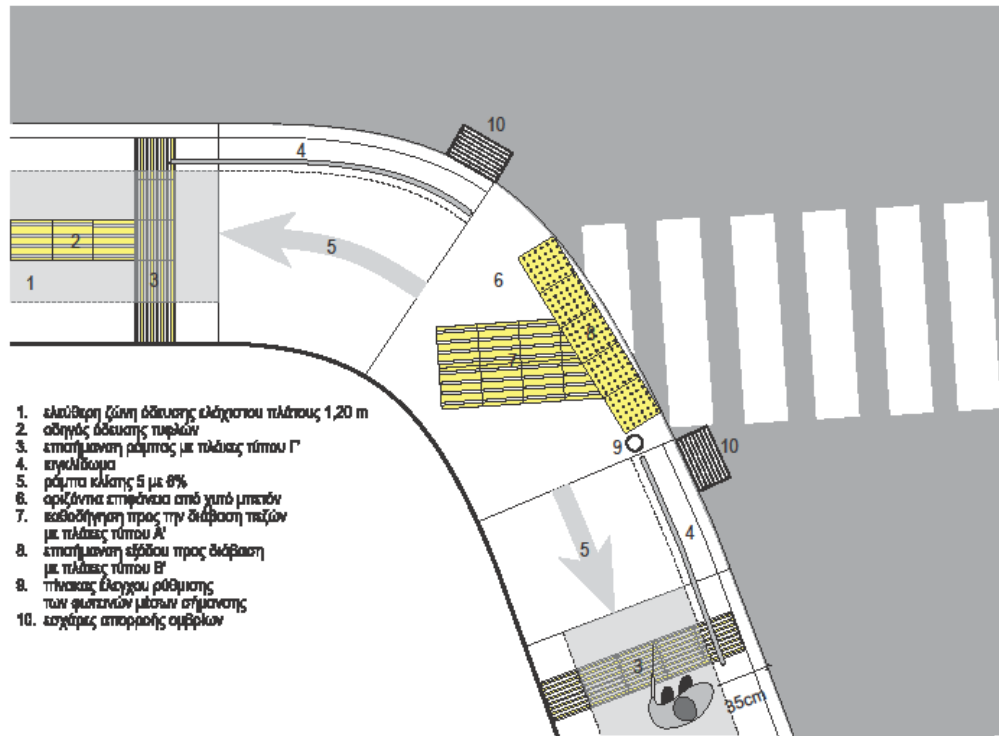 10
4
5
2
6
1
3
8
7
1. ελεύθερη ζώνη όδευσης ελάχιστου πλάτους 1,20 m
2. οδηγός όδευσης τυφλών
3. επισήμανση ράμπας με πλάκες τύπου Γ'
4. κιγκλίδωμα
5. ράμπα κλίσης 5 με 6%
6. οριζόντια επιφάνεια από χυτό μπετόν
7. καθοδήγηση προς την διάβαση πεζών
με πλάκες τύπου Α'
8. επισήμανση εξόδου προς διάβαση
με πλάκες τύπου Β'
9. πίνακας έλεγχου ρύθμισης
των φωτεινών μέσων σήμανσης
10. εσχάρες απορροής ομβρίων
9
10
4
5
3
35cm